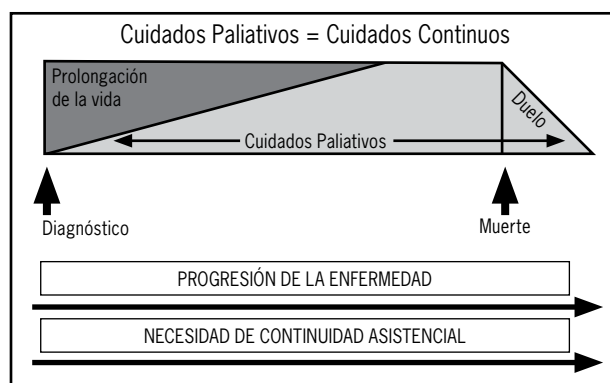 Cuidados Paliativos = Cuidados Continuos
Prolongación
de la vida
Duelo
Cuidados Paliativos
Diagnóstico
Muerte
PROGRESIÓN DE LA ENFERMEDAD
NECESIDAD DE CONTINUIDAD ASISTENCIAL